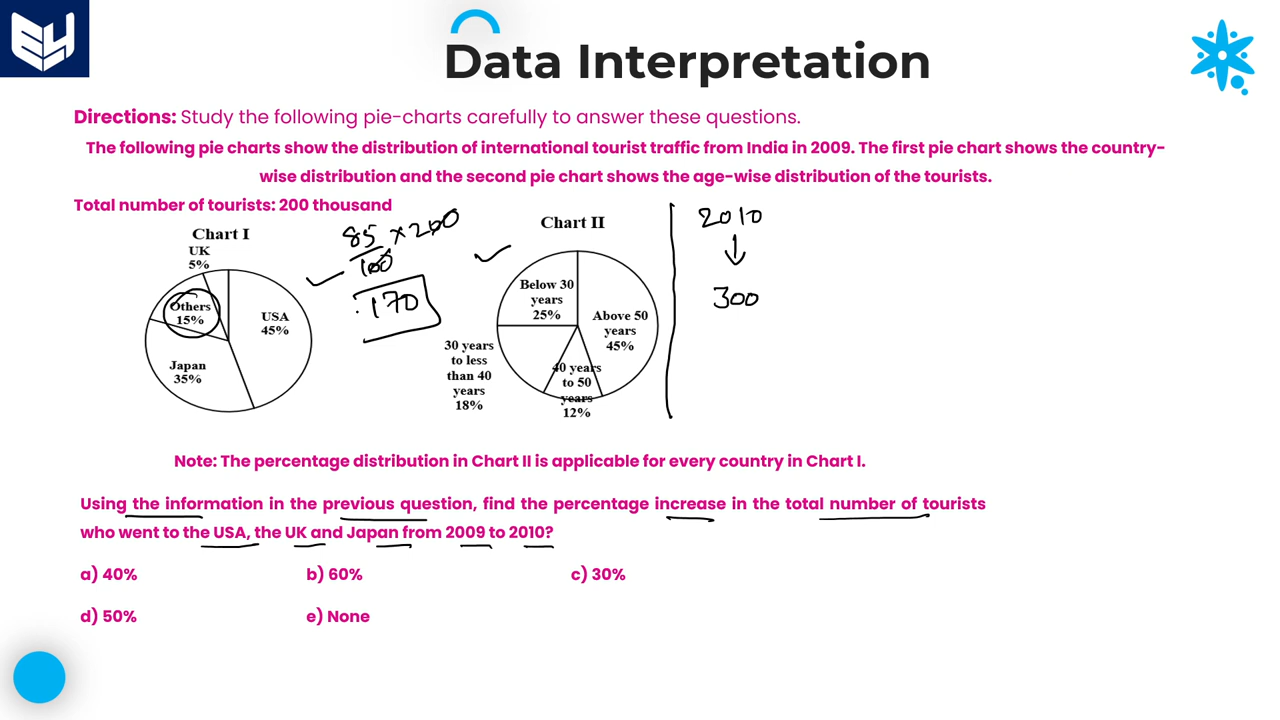 EH
Data Interpretation
Directions: Study the following pie-charts carefully to answer these questions.
The following pie charts show the distribution of international tourist traffic from India in 2009. The first pie chart shows the country-
wise distribution and the second pie chart shows the age-wise distribution of the tourists.
Total number of tourists: 200 thousand
Chart I
UK
5%
Others
15%
USA
45%
Japan
35%
85 × 200
100
170
Chart II
Below 30
years
25%
Above 50
years
45%
30 years
to less
than 40
years
18%
40 years
to 50
years
12%
2010
300
Note: The percentage distribution in Chart II is applicable for every country in Chart I.
Using the information in the previous question, find the percentage increase in the total number of tourists
who went to the USA, the UK and Japan from 2009 to 2010?
a) 40%
b) 60%
c) 30%
d) 50%
e) None